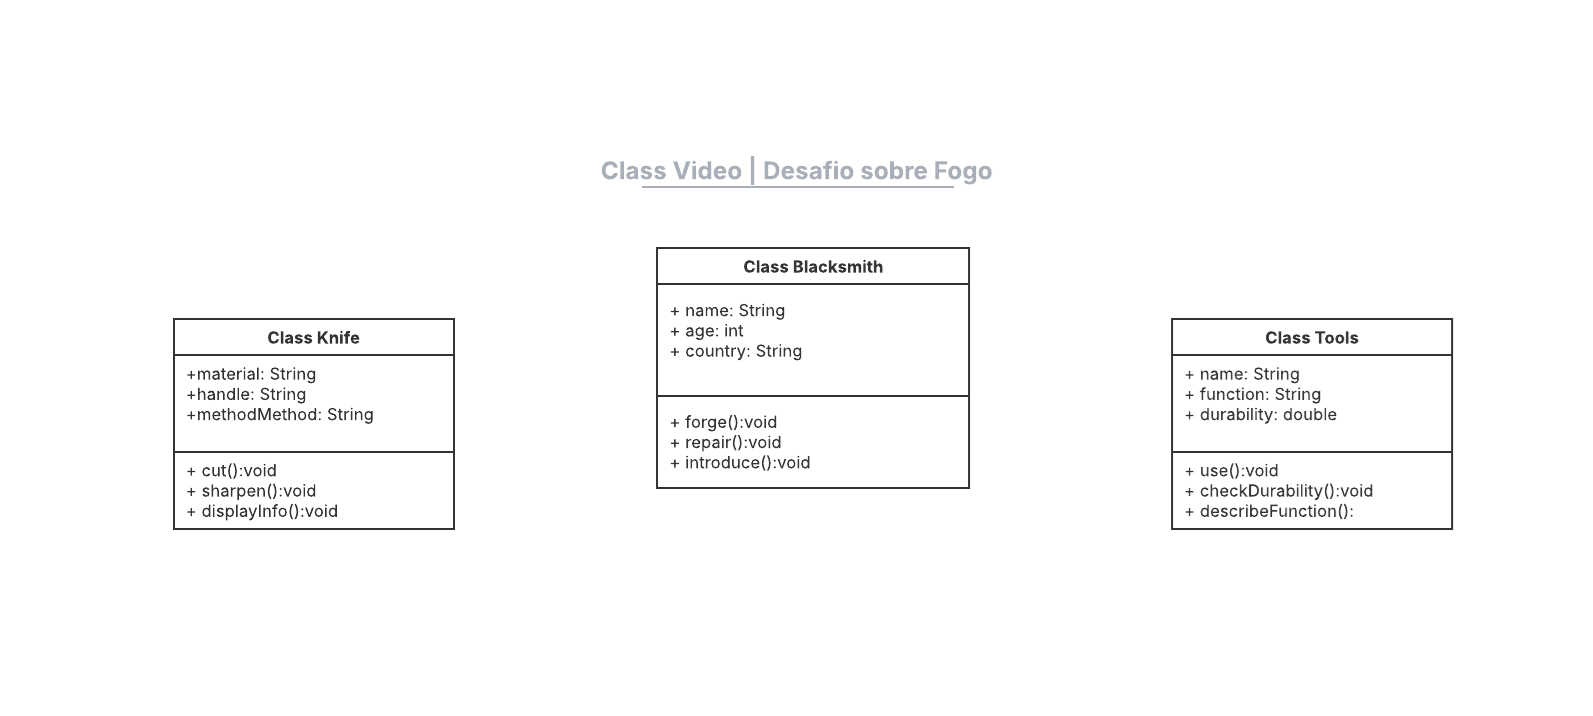 Class Video | Desafio sobre Fogo
Class Blacksmith
+ name: String
+ age: int
+ country: String
+ forge():void
+ repair():void
+ introduce():void
Class Knife
+material: String
+handle: String
+methodMethod: String
+ cut():void
+ sharpen():void
+ displayInfo():void
Class Tools
+ name: String
+ function: String
+ durability: double
+ use():void
+ checkDurability():void
+ describeFunction():